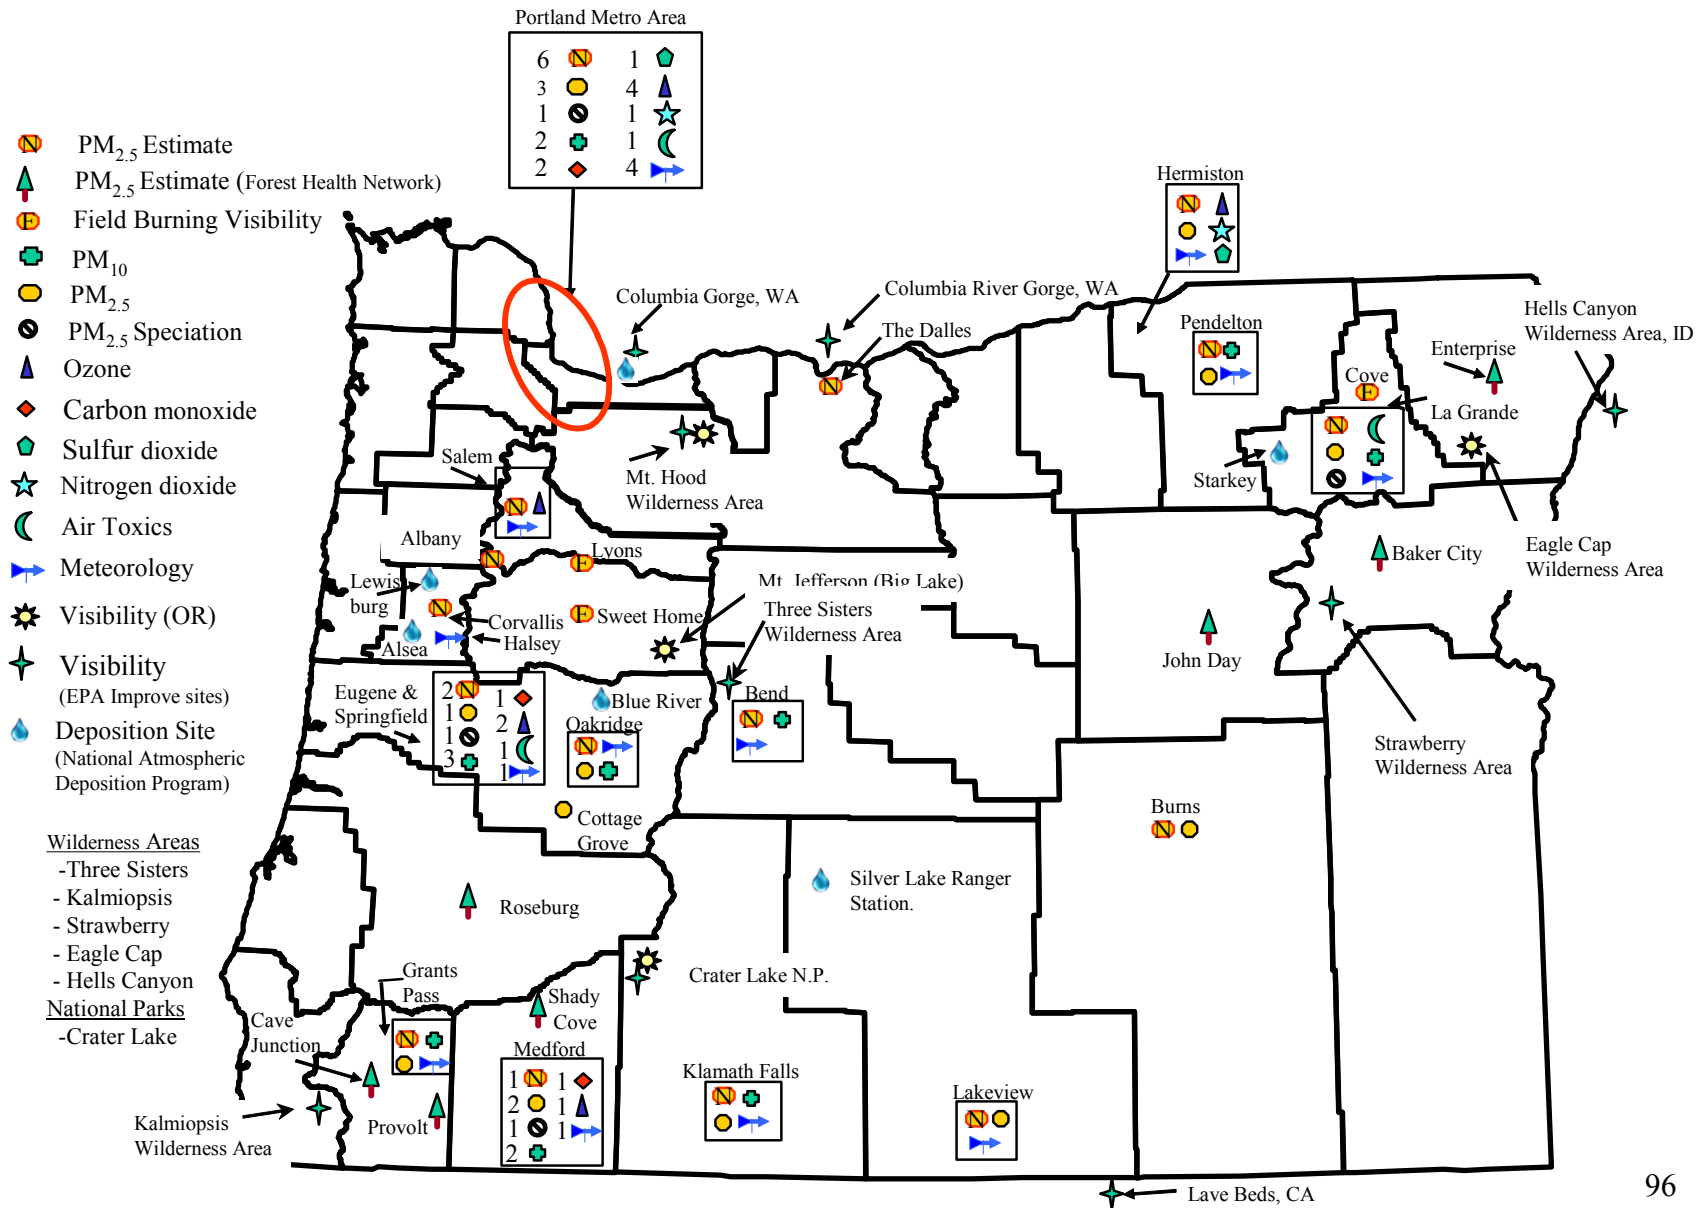 Portland Metro Area
6 N 1
3 4
1 1
2 1
2 4
N PM2.5 Estimate
PM2.5 Estimate (Forest Health Network)
F Field Burning Visibility
PM10
PM2.5
PM2.5 Speciation
Ozone
Carbon monoxide
Sulfur dioxide
Nitrogen dioxide
Air Toxics
Meteorology
Visibility (OR)
Visibility
(EPA Improve sites)
Deposition Site
(National Atmospheric
Deposition Program)
Wilderness Areas
-Three Sisters
- Kalmiopsis
- Strawberry
- Eagle Cap
- Hells Canyon
National Parks
-Crater Lake
Hermiston
N
Columbia Gorge, WA
Columbia River Gorge, WA
The Dalles
N
Pendelton
N
Hells Canyon
Wilderness Area, ID
Enterprise
Cove
F
La Grande
N
Starkey
Eagle Cap
Wilderness Area
Mt. Hood
Wilderness Area
Salem
N
Albany
N
Lyons
F
Lewis
burg
N
Corvallis
Halsey
Alsea
F Sweet Home
Mt. Jefferson (Big Lake)
Three Sisters
Wilderness Area
Baker City
John Day
Strawberry
Wilderness Area
Eugene &
Springfield
2 N 1
1 2
1 1
3 1
Blue River
Oakridge
N
Bend
N
Cottage
Grove
Burns
N
Silver Lake Ranger
Station.
Roseburg
Crater Lake N.P.
Grants
Pass
N
Cave
Junction
Shady
Cove
Medford
1 N 1
2 1
1 1
2
Provolt
Kalmiopsis
Wilderness Area
Klamath Falls
N
Lakeview
N
Lave Beds, CA
96